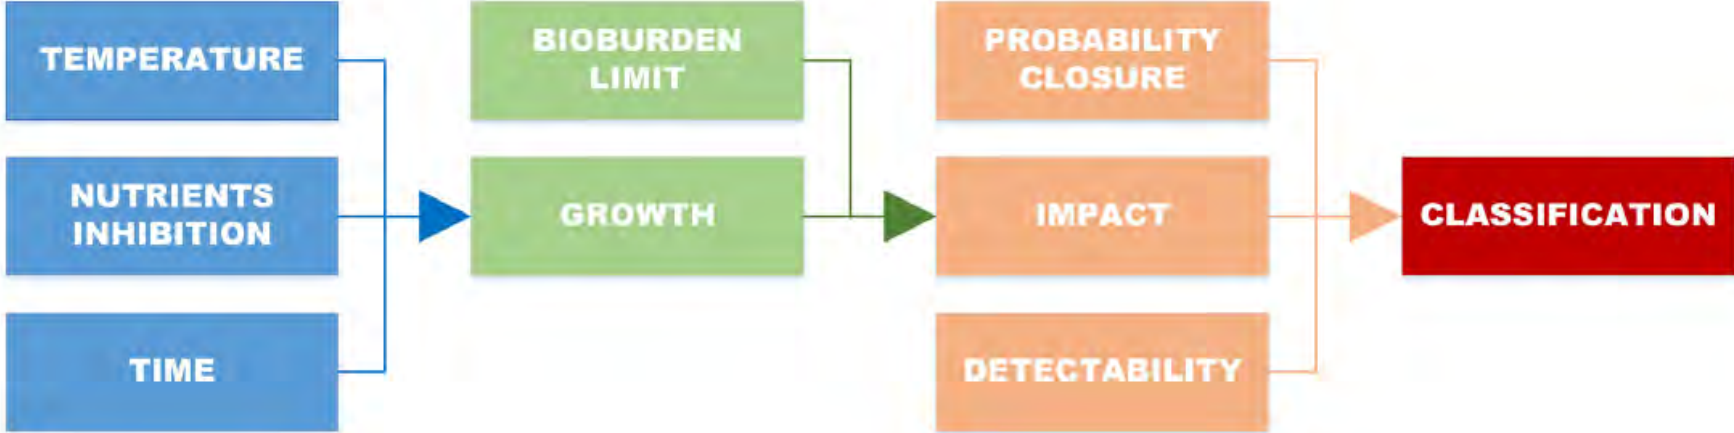 TEMPERATURE
NUTRIENTS
INHIBITION
TIME
BIOBURDEN
LIMIT
GROWTH
PROBABILITY
CLOSURE
IMPACT
DETECTABILITY
CLASSIFICATION